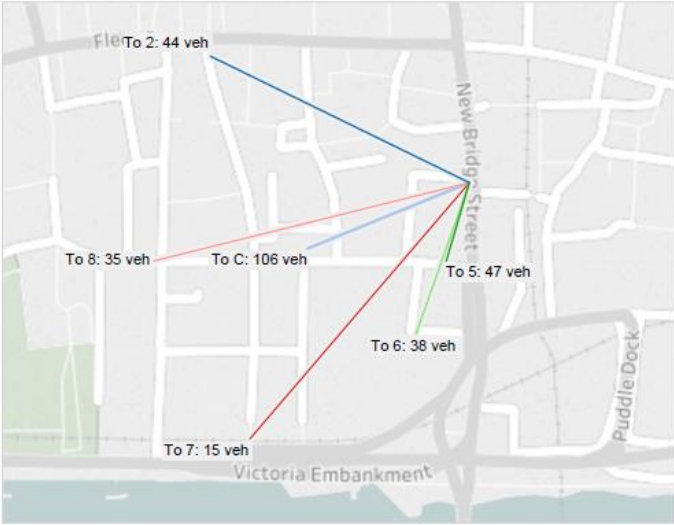 Flee
To 2: 44 veh
New Bridge Street
To 8: 35 veh
To C: 106 veh
To 5: 47 veh
To 6: 38 veh
Puddle Dock
To 7: 15 veh
Victoria Embankment